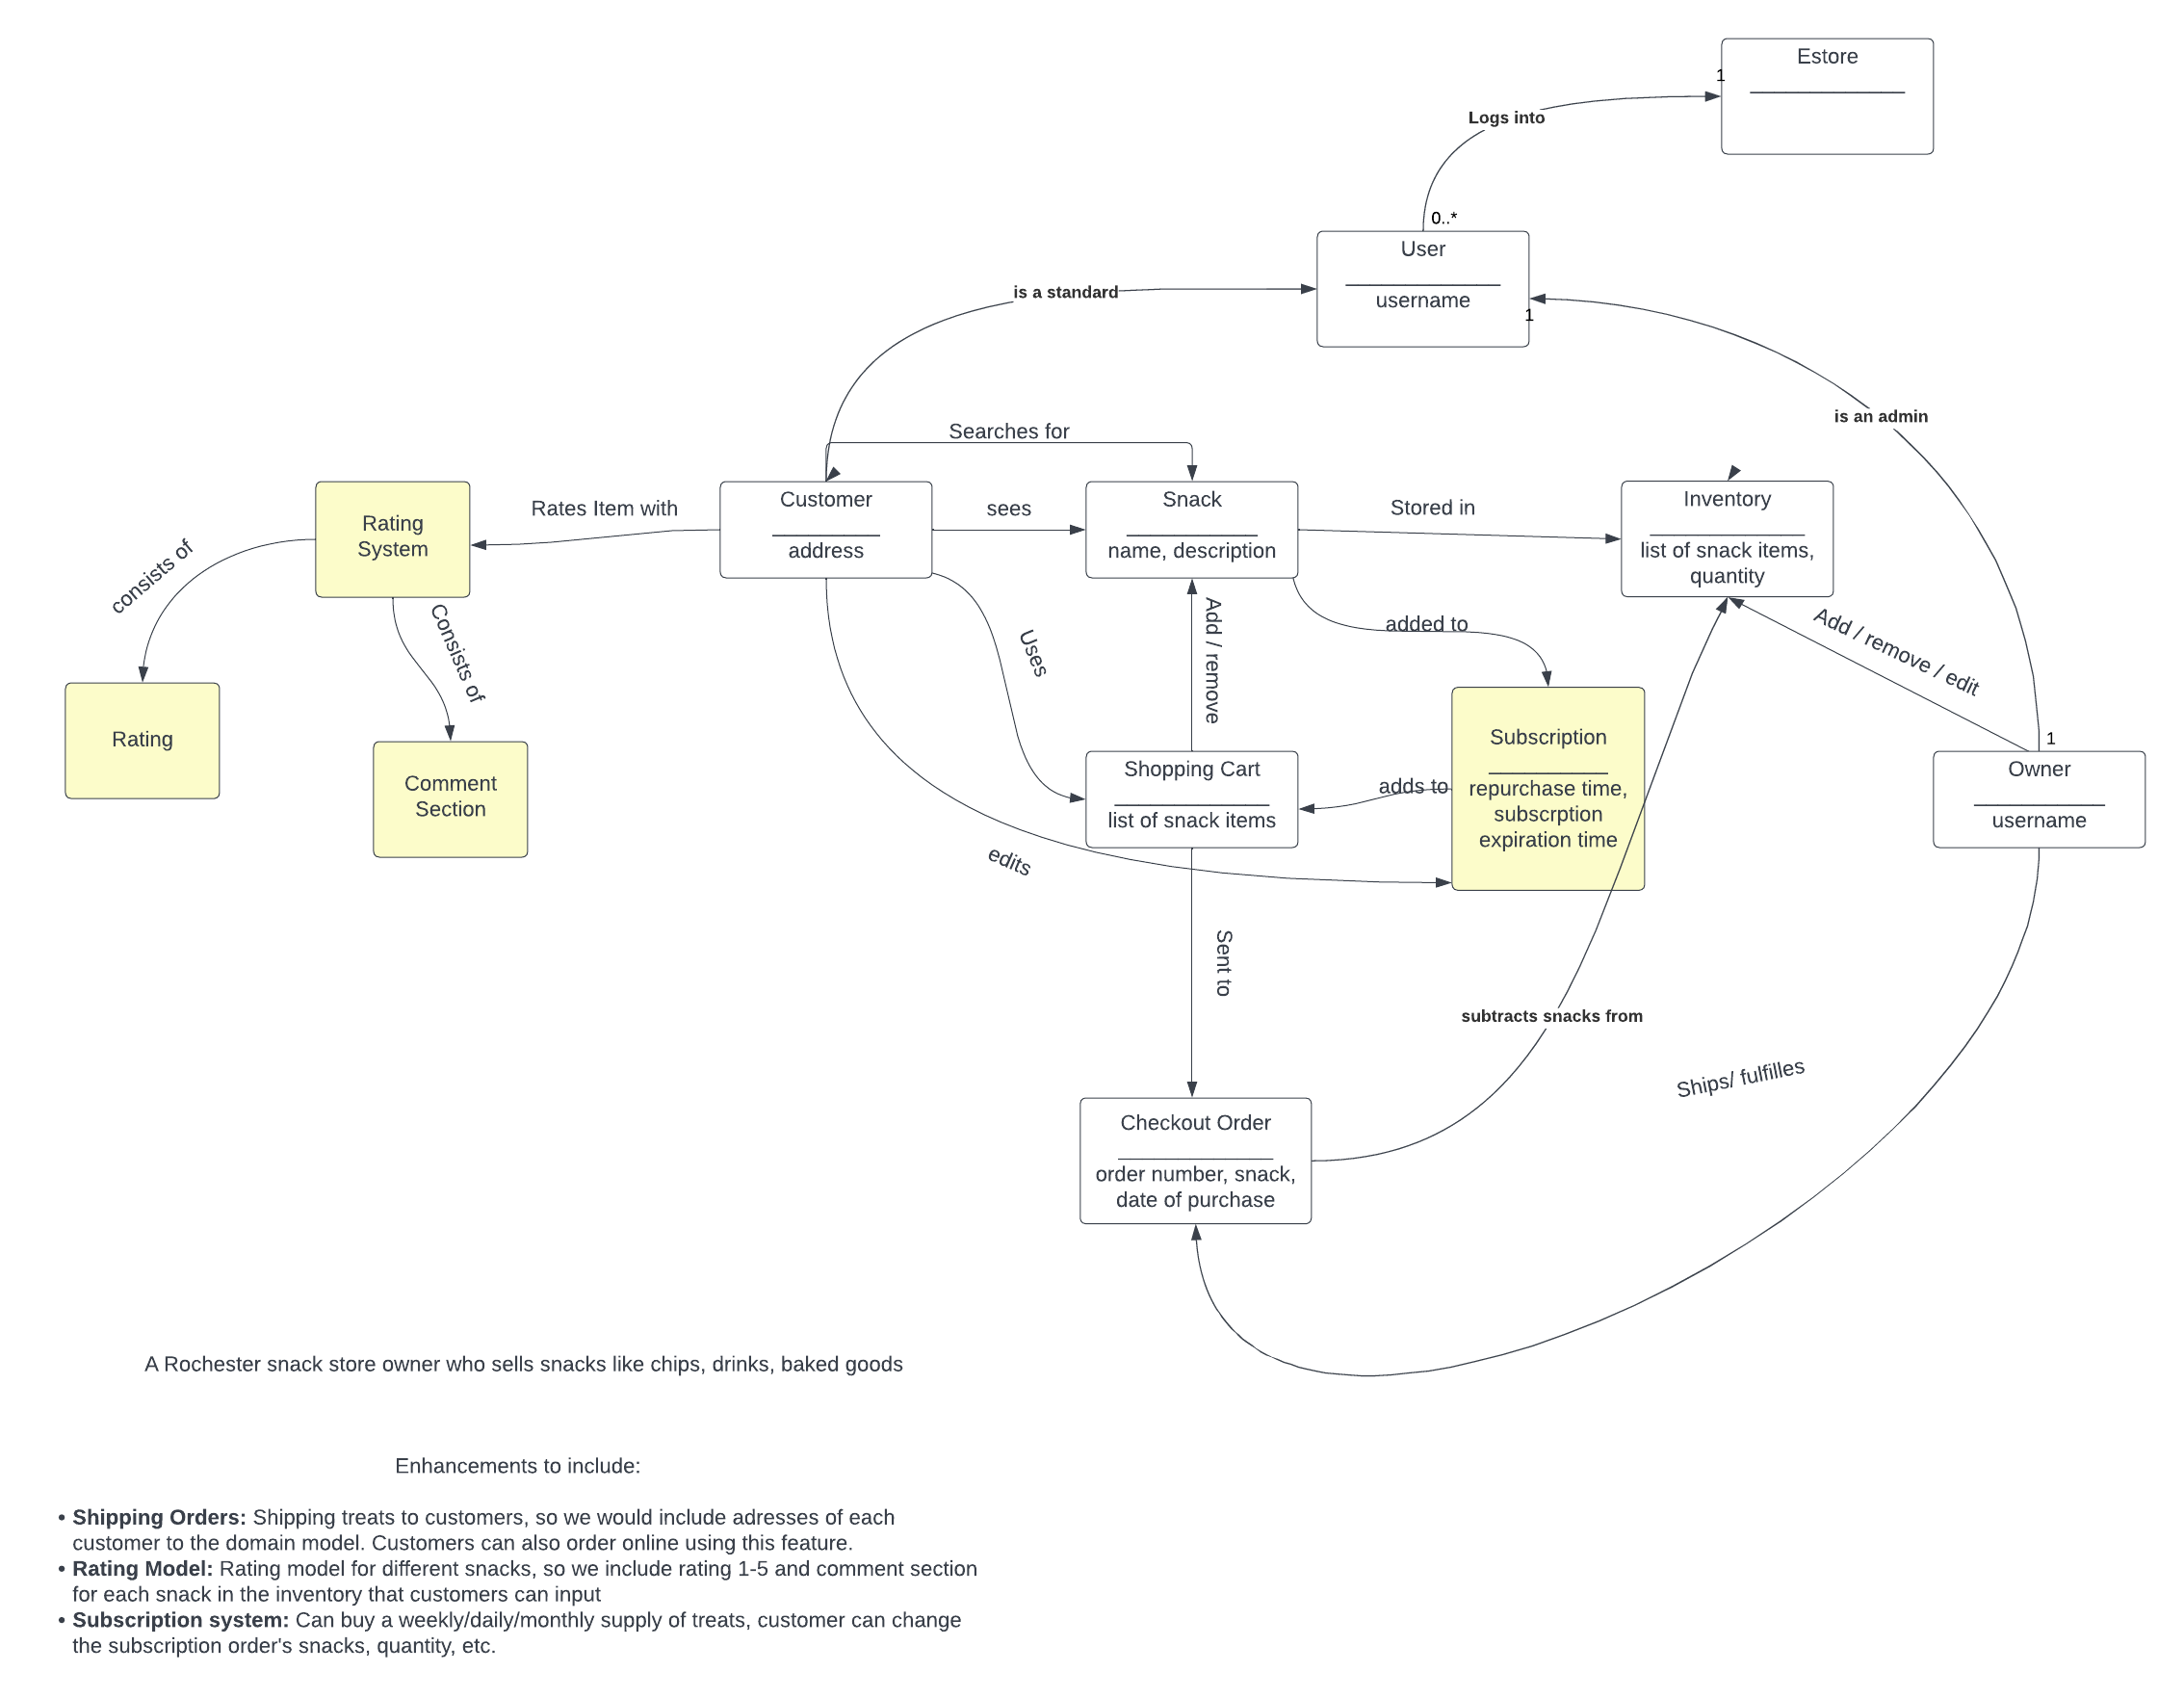 Estore
1
Logs into
0..*
User
username
1
is a standard
is an admin
Searches for
Rating
System
Rates Item with
Customer
address
sees
Snack
name, description
Stored in
Inventory
list of snack items,
quantity
consists of
Consists of
Uses
Add / remove
added to
Add / remove / edit
Rating
Comment
Section
Shopping Cart
list of snack items
adds to
Subscription
repurchase time,
subscrption
expiration time
1
Owner
username
edits
Sent to
subtracts snacks from
Ships/ fulfilles
Checkout Order
order number, snack,
date of purchase
A Rochester snack store owner who sells snacks like chips, drinks, baked goods
Enhancements to include:
• Shipping Orders: Shipping treats to customers, so we would include adresses of each
customer to the domain model. Customers can also order online using this feature.
• Rating Model: Rating model for different snacks, so we include rating 1-5 and comment section
for each snack in the inventory that customers can input
• Subscription system: Can buy a weekly/daily/monthly supply of treats, customer can change
the subscription order's snacks, quantity, etc.